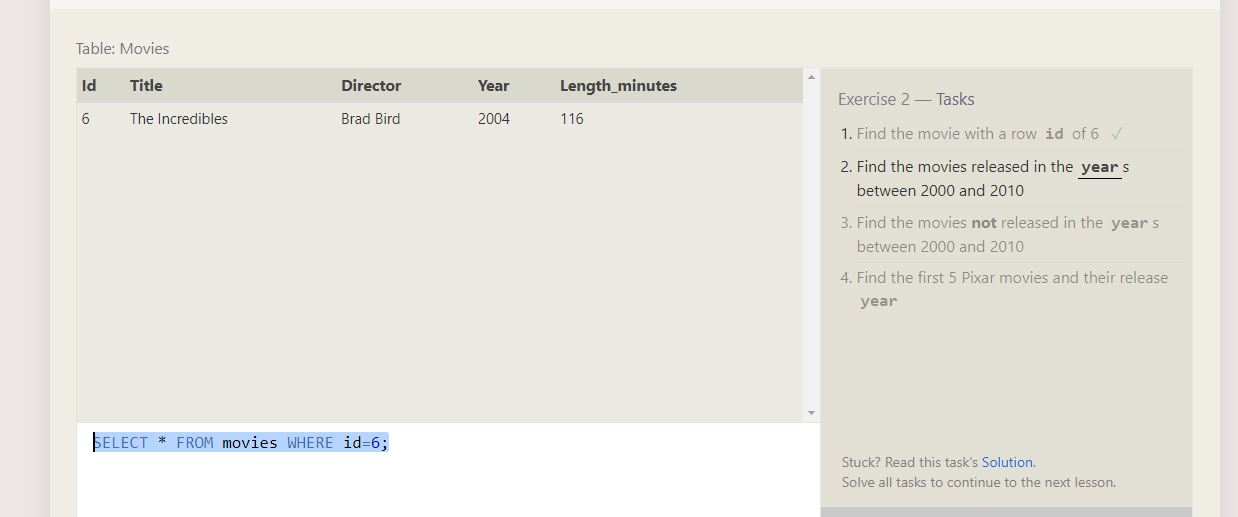 Table: Movies
Id Title Director Year Length_minutes
6 The Incredibles Brad Bird 2004 116
SELECT * FROM movies WHERE id=6;
Exercise 2 — Tasks
1. Find the movie with a row id of 6 ✓
2. Find the movies released in the year s
between 2000 and 2010
3. Find the movies not released in the year s
between 2000 and 2010
4. Find the first 5 Pixar movies and their release
year
Stuck? Read this task's Solution.
Solve all tasks to continue to the next lesson.